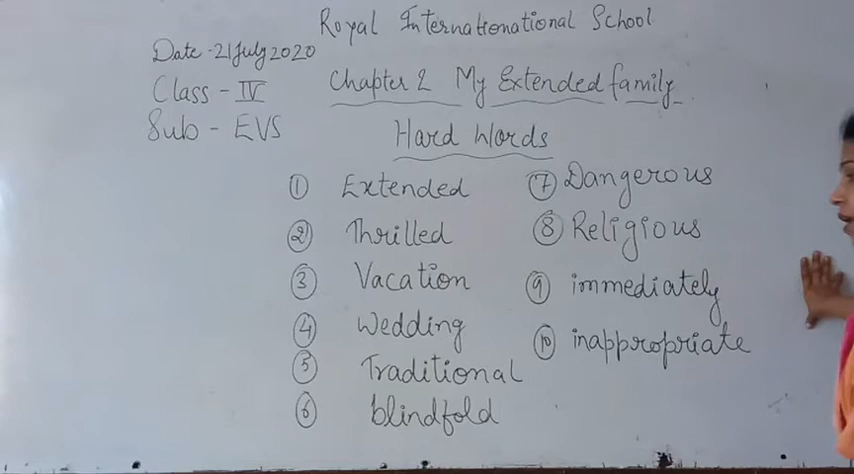 Royal Internationational School
Date - 21 July 2020
Class - IV
Sub - EVS
Chapter 2 My Extended family
Hard Words
① Extended
② Thrilled
③ Vacation
④ Wedding
⑤ Traditional
⑥ blindfold
⑦ Dangerous
⑧ Religious
⑨ immediately
⑩ inappropriate